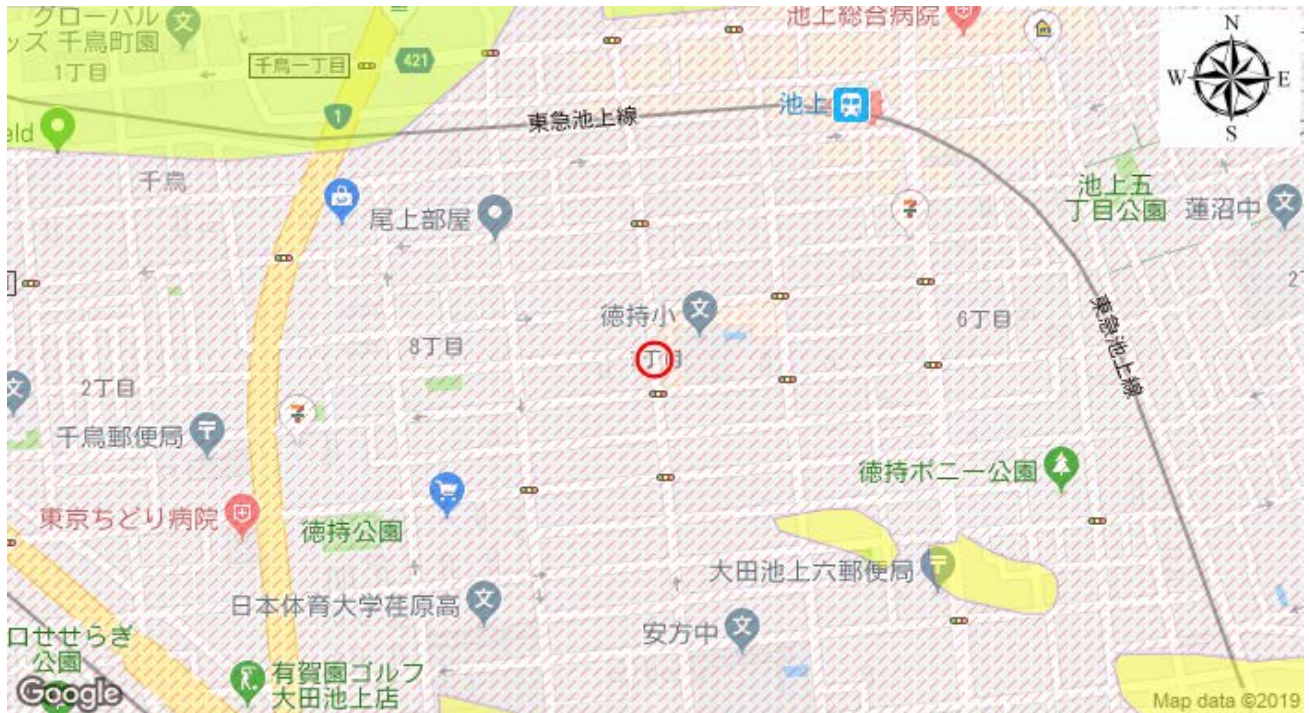 グローバル
ッズ 千鳥町園
1丁目
千鳥一丁目
421
池上総合病院
N
W
E
S
1
東急池上線
池上
eld
千鳥
尾上部屋
池上五
丁目公園
蓮沼中
2
徳持小
6丁目
東急池上線
8丁目
丁目
2丁目
千鳥郵便局
徳持ポニー公園
東京ちどり病院
徳持公園
大田池上六郵便局
日本体育大学荏原高
安方中
口せせらぎ
公園
有賀園ゴルフ
大田池上店
Google
Map data ©2019